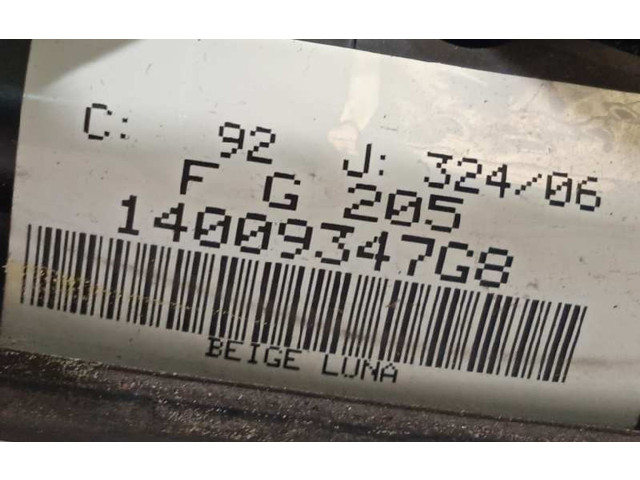 C: 92 J: 324/06
F G 205
14009347G8
BEIGE LUNA